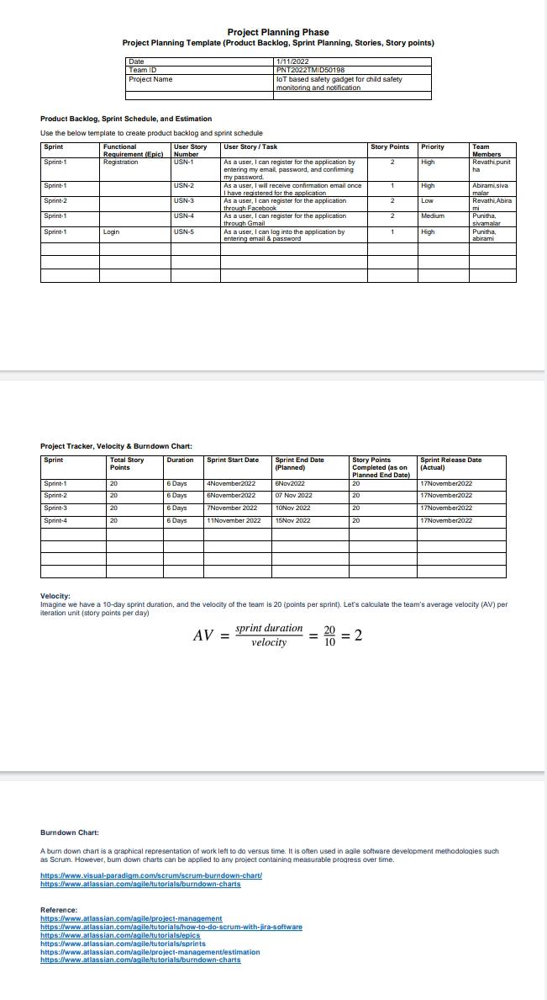 Project Planning Phase
Project Planning Template (Product Backlog, Sprint Planning, Stories, Story points)
Date 1/11/2022
Team ID PNT2022TMID50198
Project Name IoT based safety gadget for child safety
monitoring and notification
Product Backlog, Sprint Schedule, and Estimation
Use the below template to create product backlog and sprint schedule
Sprint Functional User Story User Story / Task Story Points Priority Team
Requirement (Epic) Number Members
Sprint-1 Registration USN-1 As a user, I can register for the application by 2 High Revathi,punit
entering my email, password, and confirming ha
my password.
Sprint-1 USN-2 As a user, I will receive confirmation email once 1 High Abirami,siva
I have registered for the application malar
Sprint-2 USN-3 As a user, I can register for the application 2 Low Revathi,Abira
through Facebook mi
Sprint-1 USN-4 As a user, I can register for the application 2 Medium Punitha,
through Gmail sivamalar
Sprint-1 Login USN-5 As a user, I can log into the application by 1 High Punitha,
entering email & password abirami
Project Tracker, Velocity & Burndown Chart:
Sprint Total Story Duration Sprint Start Date Sprint End Date Story Points Sprint Release Date
Points (Planned) Completed (as on (Actual)
Planned End Date)
Sprint-1 20 6 Days 4November2022 6Nov2022 20 17November2022
Sprint-2 20 6 Days 6November2022 07 Nov 2022 20 17November2022
Sprint-3 20 6 Days 7November 2022 10Nov 2022 20 17November2022
Sprint-4 20 6 Days 11November 2022 15Nov 2022 20 17November2022
Velocity:
Imagine we have a 10-day sprint duration, and the velocity of the team is 20 (points per sprint). Let's calculate the team's average velocity (AV) per
iteration unit (story points per day)
AV = sprint duration / velocity = 20 / 10 = 2
Burndown Chart:
A burn down chart is a graphical representation of work left to do versus time. It is often used in agile software development methodologies such
as Scrum. However, burn down charts can be applied to any project containing measurable progress over time.
https://www.visual-paradigm.com/scrum/scrum-burndown-chart/
https://www.atlassian.com/agile/tutorials/burndown-charts
Reference:
https://www.atlassian.com/agile/project-management
https://www.atlassian.com/agile/tutorials/how-to-do-scrum-with-jira-software
https://www.atlassian.com/agile/tutorials/epics
https://www.atlassian.com/agile/tutorials/sprints
https://www.atlassian.com/agile/project-management/estimation
https://www.atlassian.com/agile/tutorials/burndown-charts